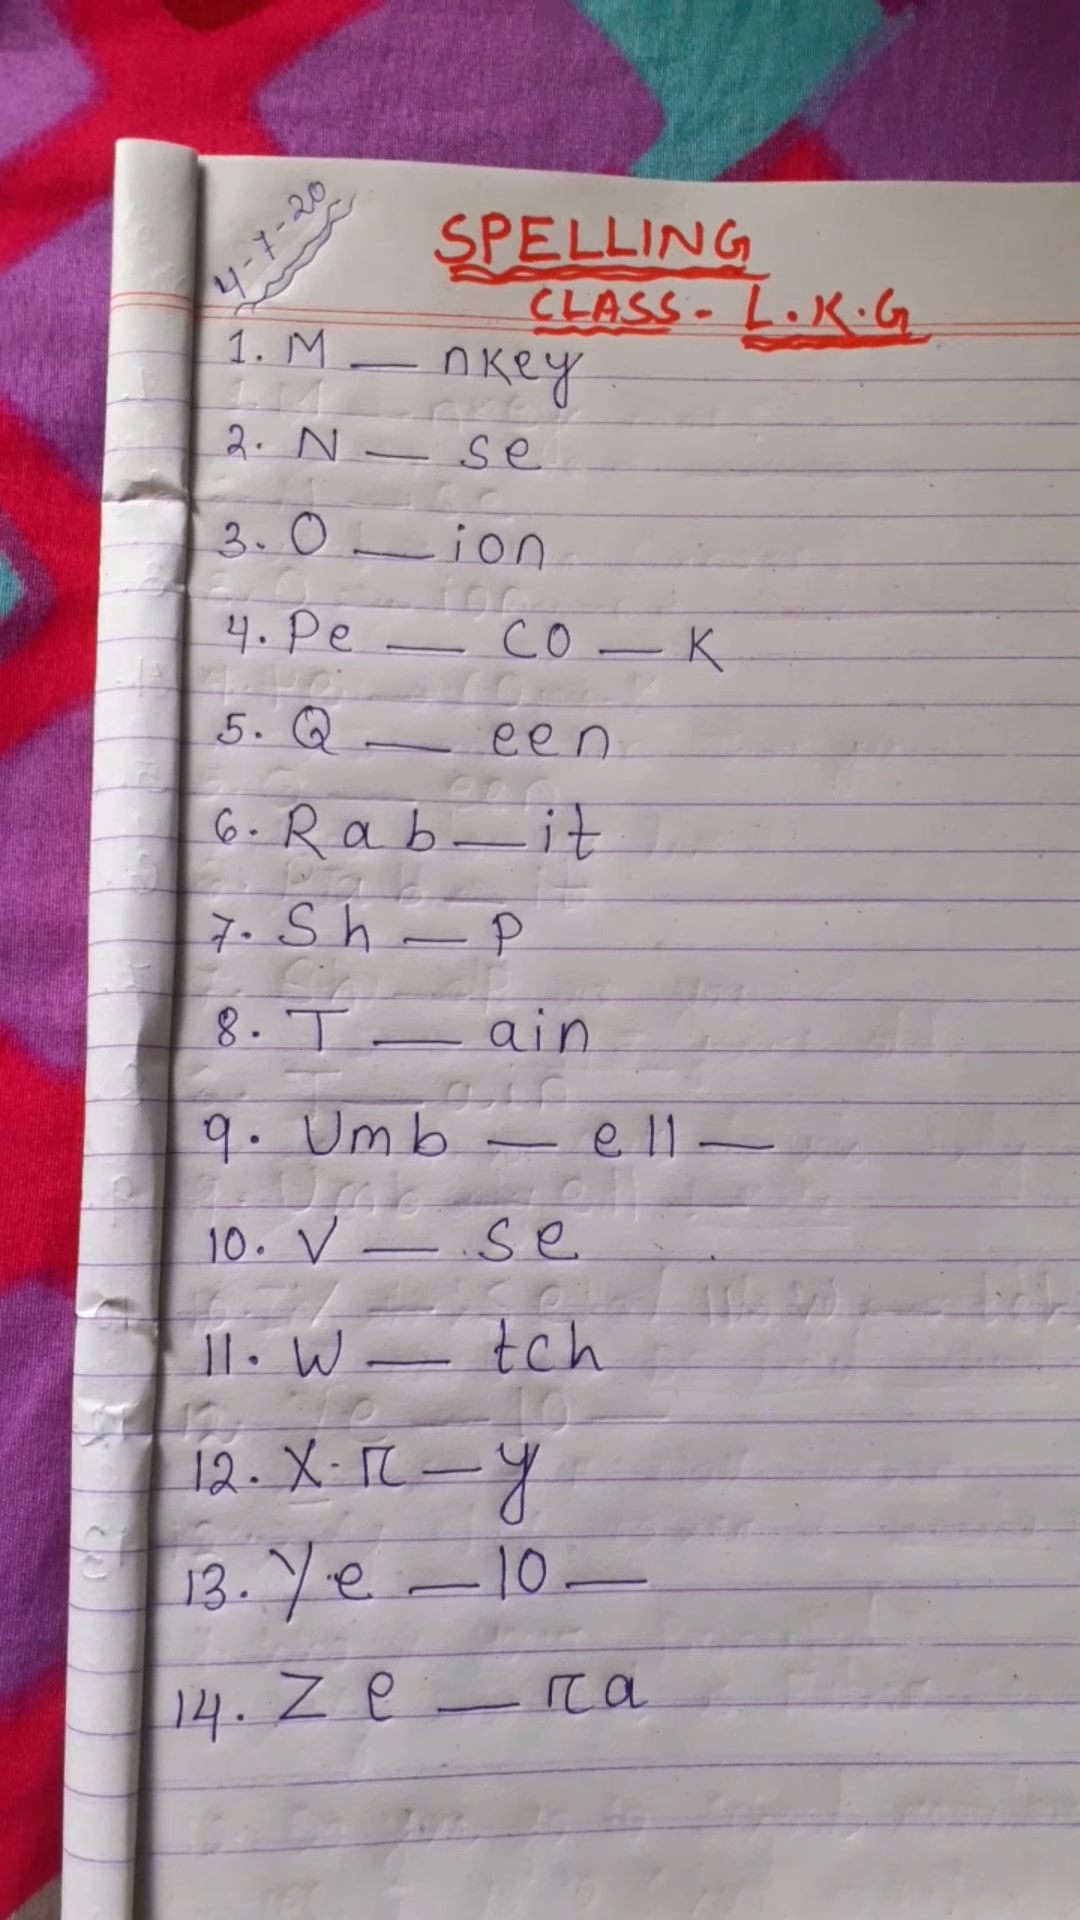 4-7-20
SPELLING
CLASS- L.K.G
1. M __ nkey
2. N __ se
3. O __ ion
4. Pe __ co __ k
5. Q __ een
6. Rab __ it
7. Sh __ p
8. T __ ain
9. Umb __ ell __
10. V __ se
11. W __ tch
12. X-r __ y
13. Ye __ lo __
14. Ze __ ra